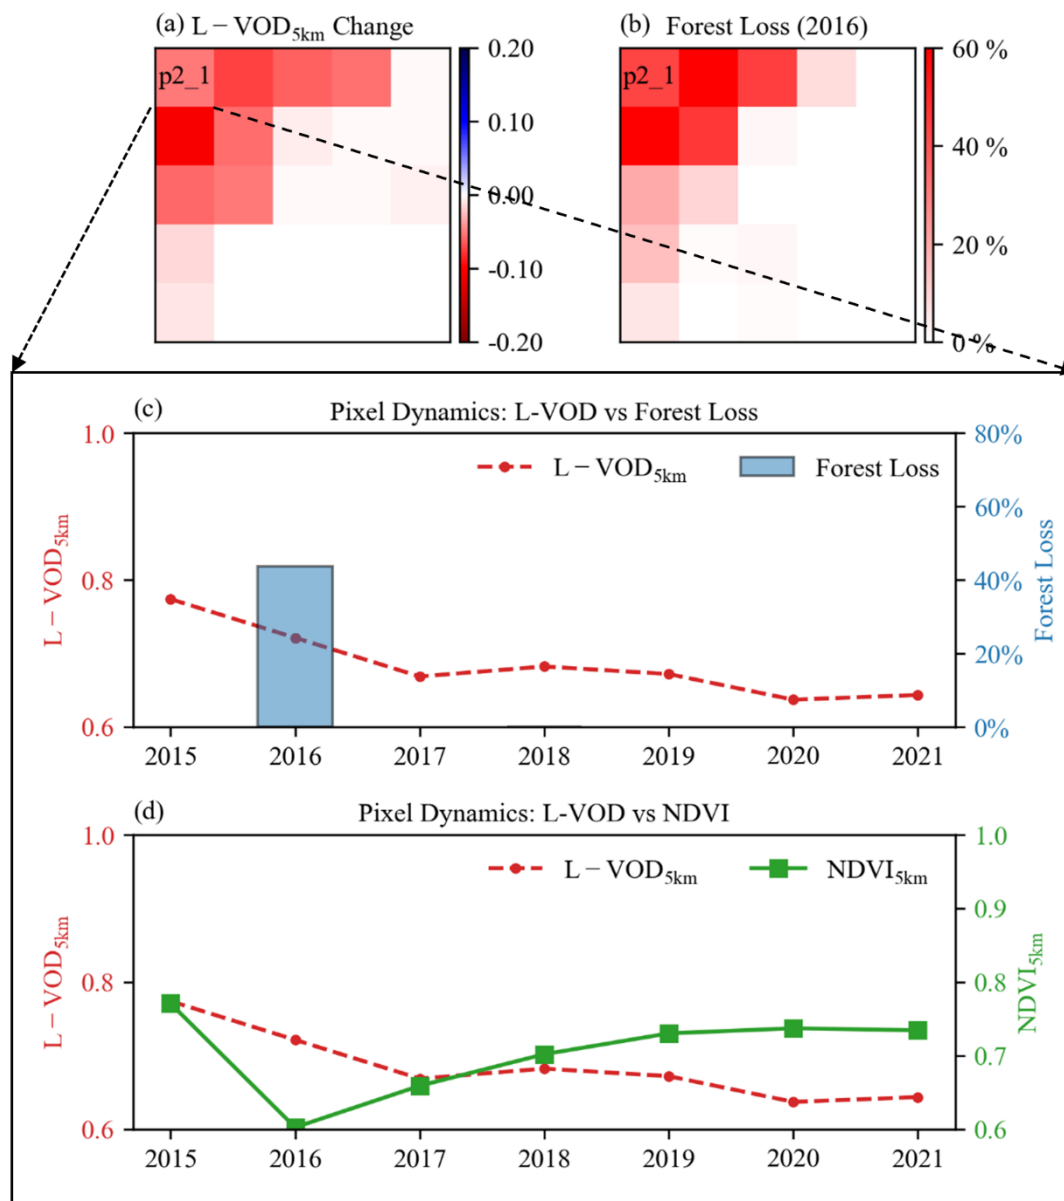 (a) L − VOD5km Change
p2_1
0.20
0.10
0.00
-0.10
-0.20
(b) Forest Loss (2016)
p2_1
60 %
40 %
20 %
0 %
(c) Pixel Dynamics: L-VOD vs Forest Loss
L − VOD5km
Forest Loss
1.0
0.8
0.6
L − VOD5km
80%
60%
40%
20%
0%
Forest Loss
2015 2016 2017 2018 2019 2020 2021
(d) Pixel Dynamics: L-VOD vs NDVI
L − VOD5km
NDVI5km
1.0
0.8
0.6
L − VOD5km
1.0
0.9
0.8
0.7
0.6
NDVI5km
2015 2016 2017 2018 2019 2020 2021